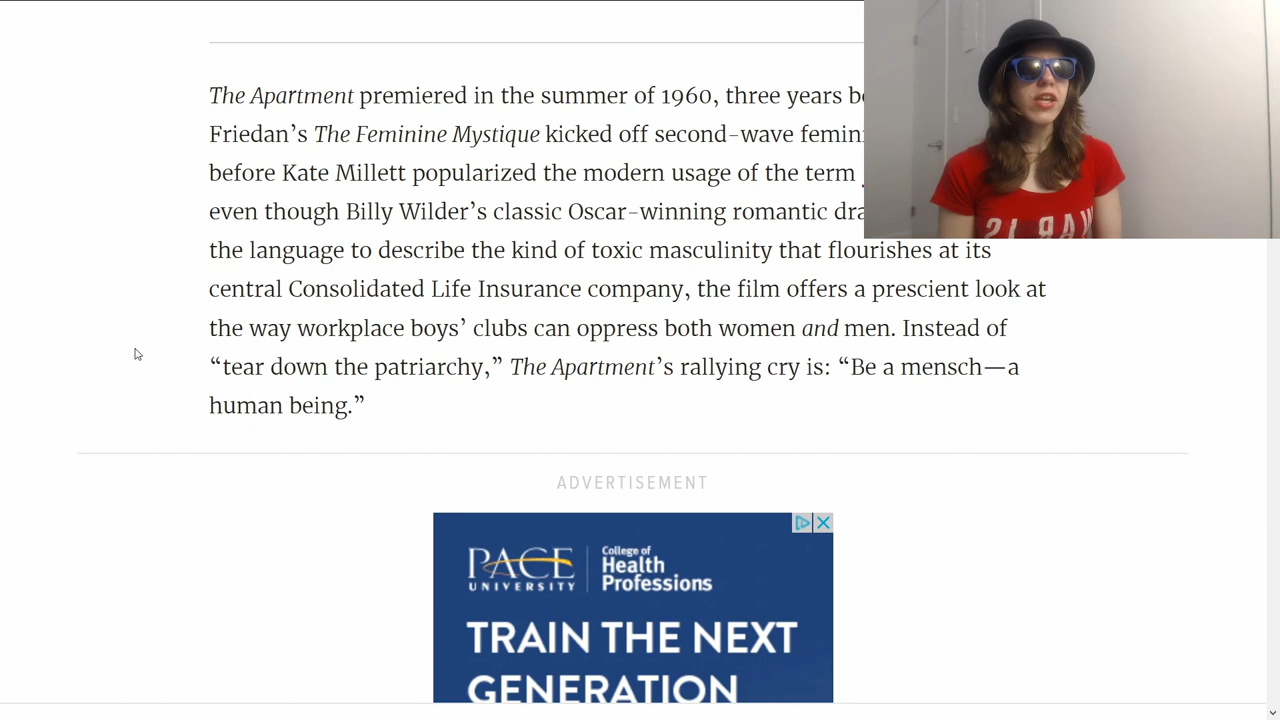 The Apartment premiered in the summer of 1960, three years
Friedan’s The Feminine Mystique kicked off second-wave
before Kate Millett popularized the modern usage of the term
even though Billy Wilder’s classic Oscar-winning romantic
the language to describe the kind of toxic masculinity that flourishes at its
central Consolidated Life Insurance company, the film offers a prescient look at
the way workplace boys’ clubs can oppress both women and men. Instead of
“tear down the patriarchy,” The Apartment’s rallying cry is: “Be a mensch—a
human being.”
ADVERTISEMENT
PACE
UNIVERSITY
College of
Health
Professions
TRAIN THE NEXT
GENERATION